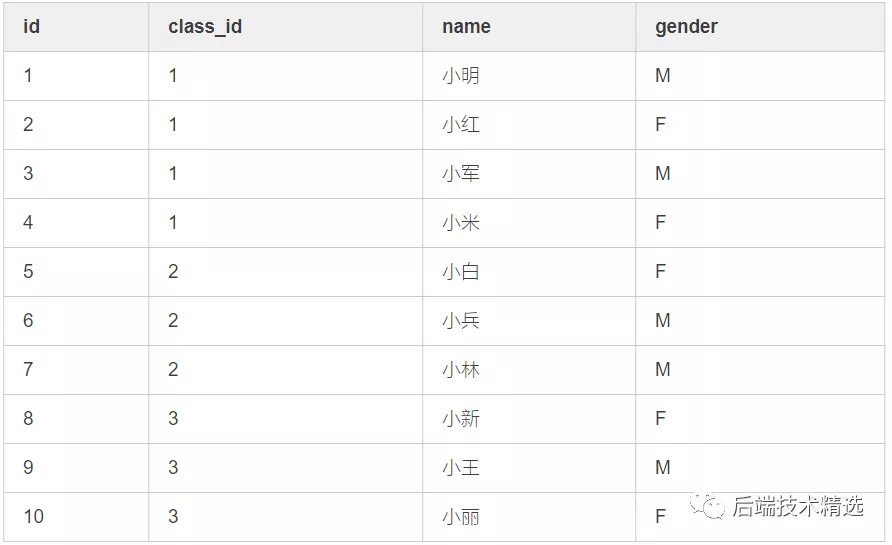 id class_id name gender
1 1 小明 M
2 1 小红 F
3 1 小军 M
4 1 小米 F
5 2 小白 F
6 2 小兵 M
7 2 小林 M
8 3 小新 F
9 3 小王 M
10 3 小丽 F
后端技术精选